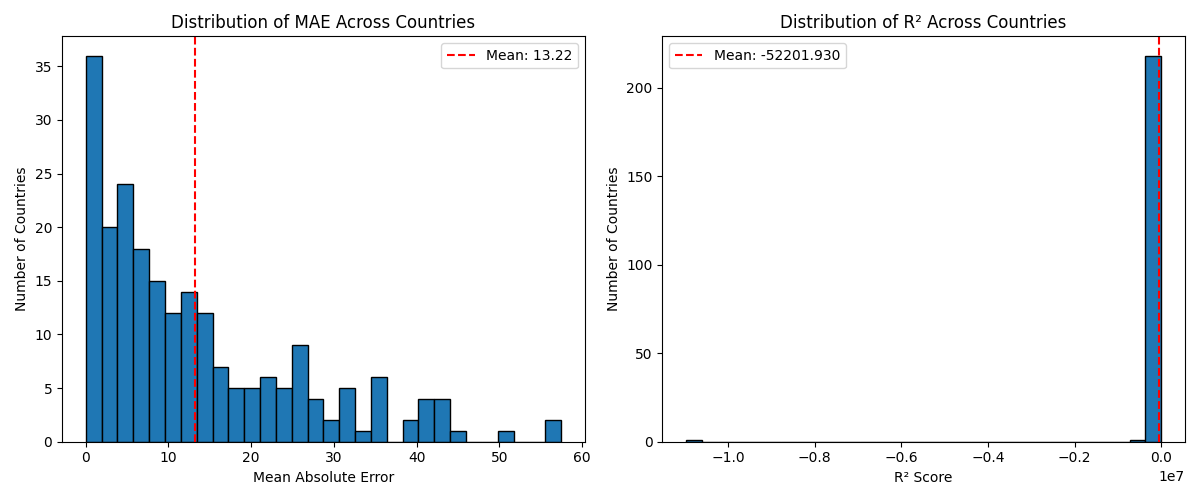 Distribution of MAE Across Countries
Mean: 13.22
Number of Countries
35
30
25
20
15
10
5
0
0 10 20 30 40 50 60
Mean Absolute Error
Distribution of R² Across Countries
Mean: -52201.930
Number of Countries
200
150
100
50
0
−1.0 −0.8 −0.6 −0.4 −0.2 0.0
1e7
R² Score